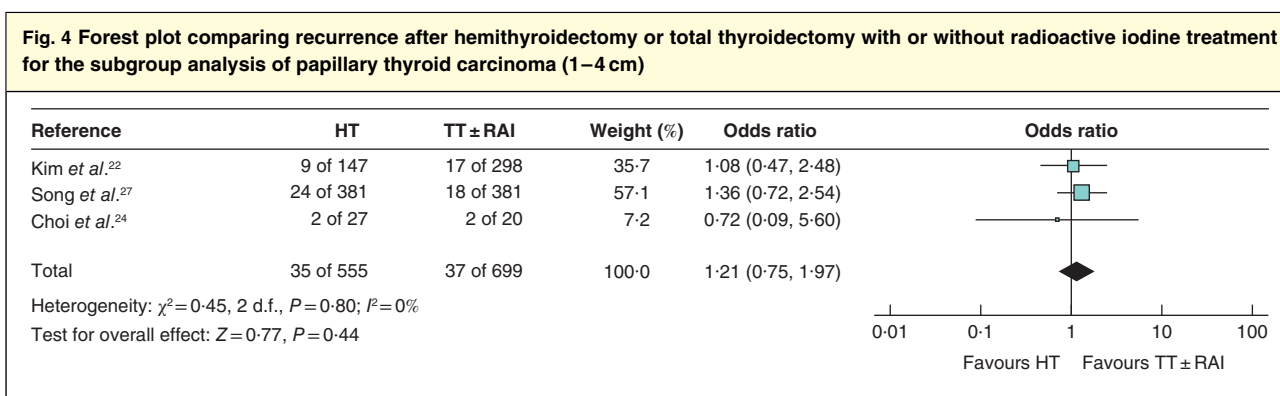 Fig. 4 Forest plot comparing recurrence after hemithyroidectomy or total thyroidectomy with or without radioactive iodine treatment
for the subgroup analysis of papillary thyroid carcinoma (1–4 cm)
Reference HT TT ± RAI Weight (%) Odds ratio Odds ratio
Kim et al.²² 9 of 147 17 of 298 35·7 1·08 (0·47, 2·48)
Song et al.²⁷ 24 of 381 18 of 381 57·1 1·36 (0·72, 2·54)
Choi et al.²⁴ 2 of 27 2 of 20 7·2 0·72 (0·09, 5·60)
Total 35 of 555 37 of 699 100·0 1·21 (0·75, 1·97)
Heterogeneity: χ² = 0·45, 2 d.f., P = 0·80; I² = 0%
Test for overall effect: Z = 0·77, P = 0·44
0·01 0·1 1 10 100
Favours HT Favours TT ± RAI